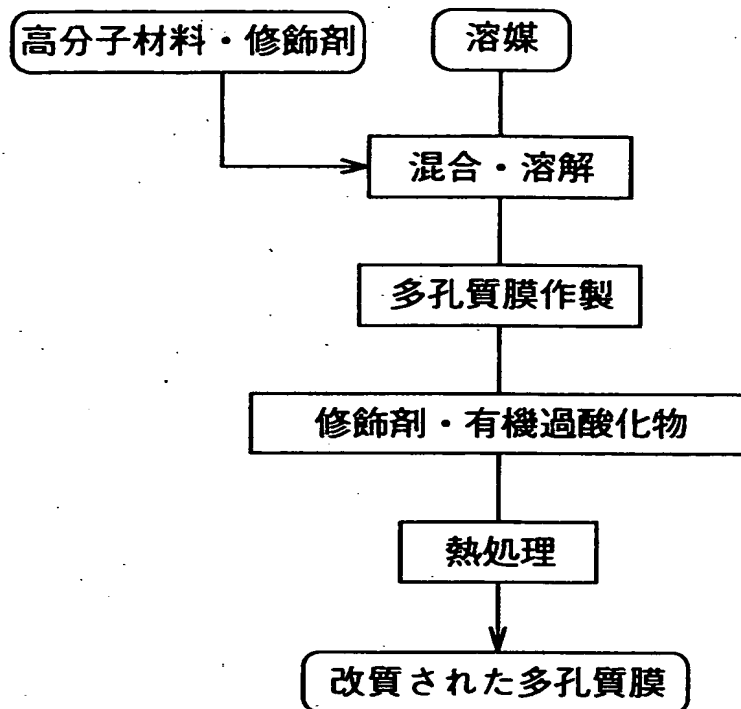 高分子材料・修飾剤
溶媒
混合・溶解
多孔質膜作製
修飾剤・有機過酸化物
熱処理
改質された多孔質膜